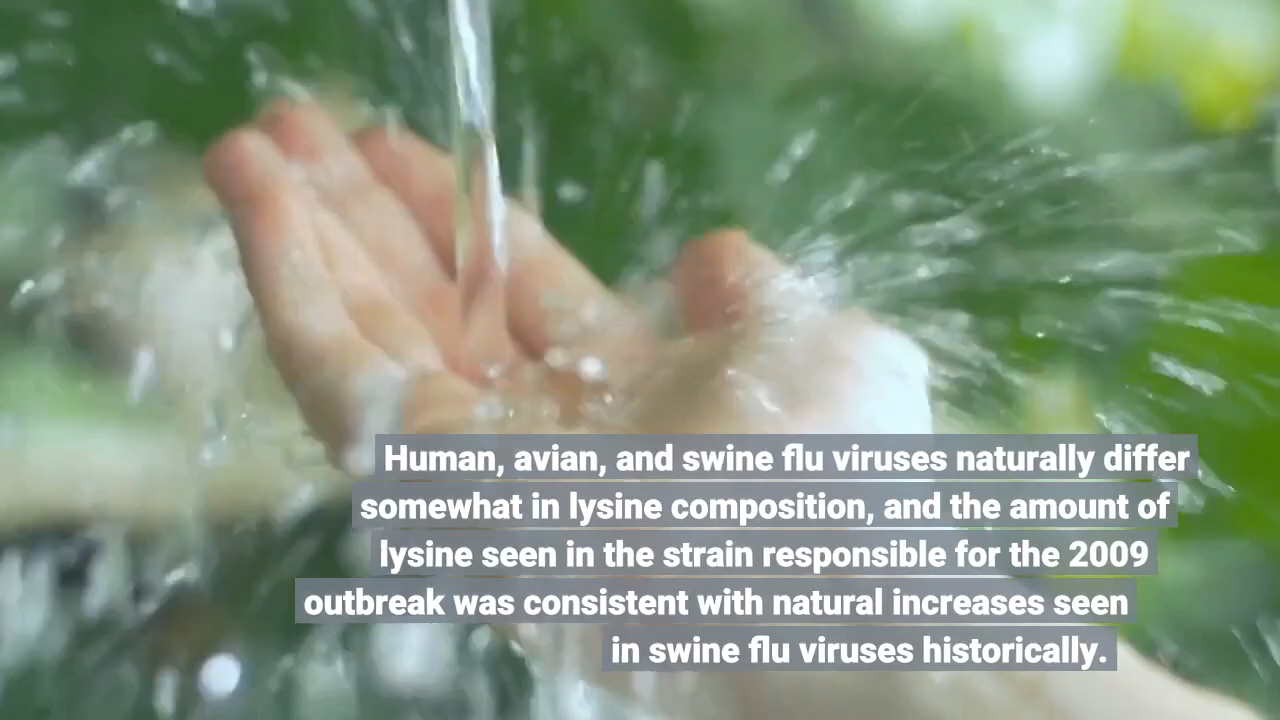 Human, avian, and swine flu viruses naturally differ
somewhat in lysine composition, and the amount of
lysine seen in the strain responsible for the 2009
outbreak was consistent with natural increases seen
in swine flu viruses historically.